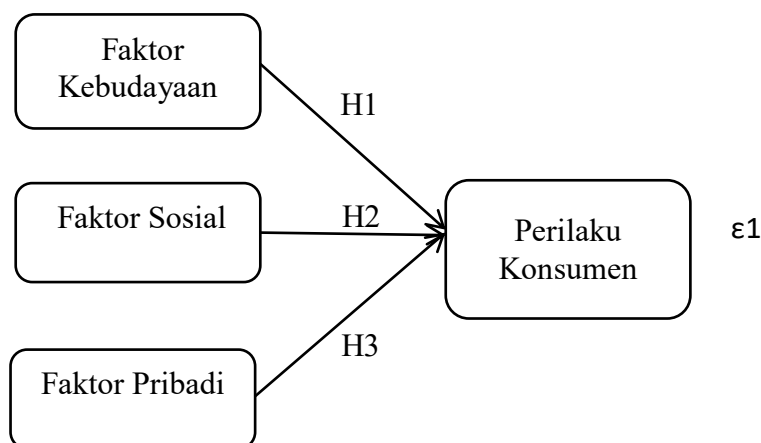 Faktor
Kebudayaan
H1
Faktor Sosial
H2
Perilaku
Konsumen
ε1
H3
Faktor Pribadi